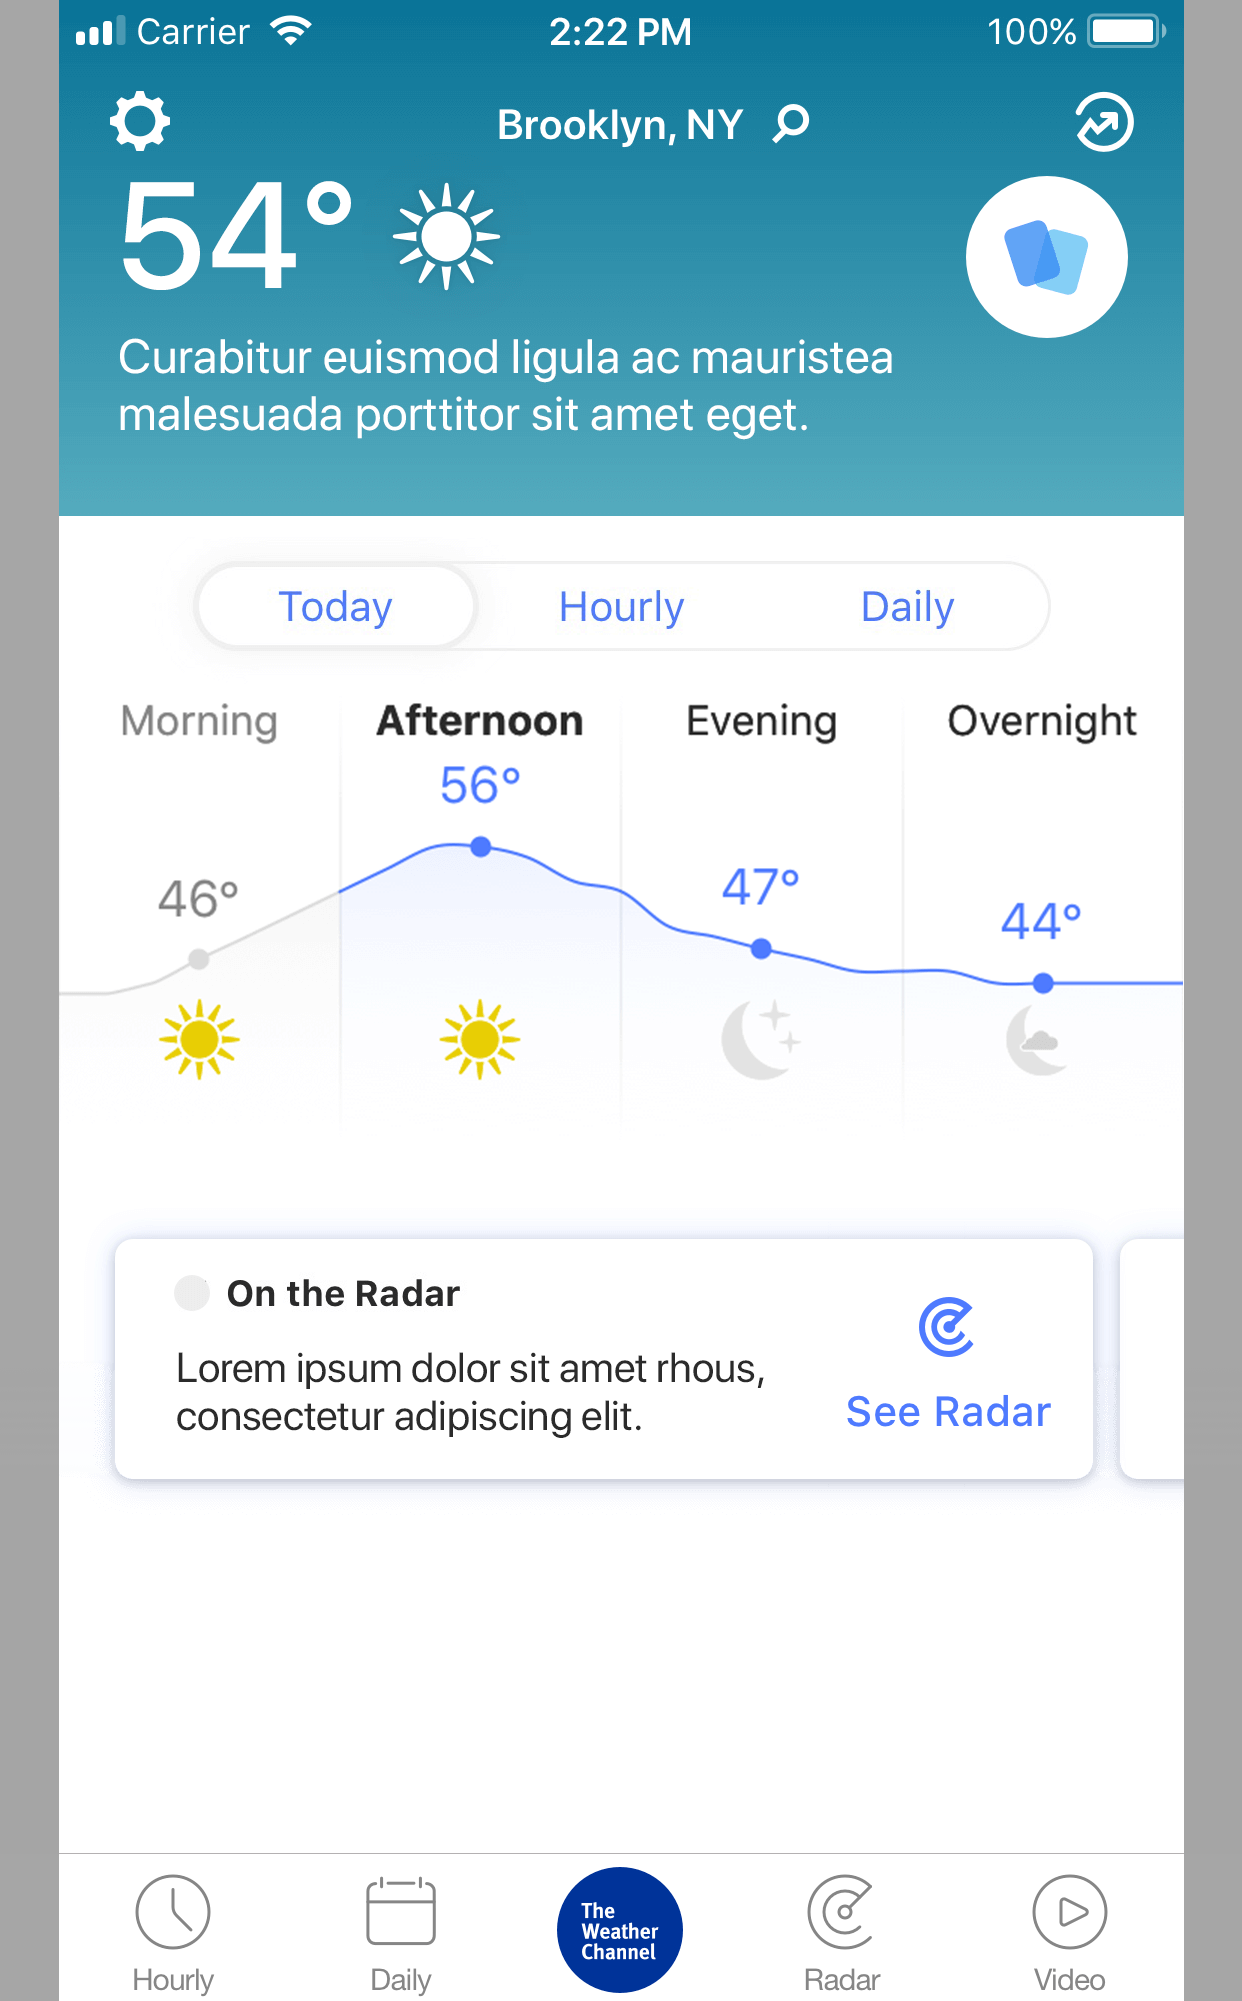 Carrier 2:22 PM 100%
Brooklyn, NY
54°
Curabitur euismod ligula ac mauristea
malesuada porttitor sit amet eget.
Today Hourly Daily
Morning Afternoon Evening Overnight
56°
46° 47° 44°
On the Radar
Lorem ipsum dolor sit amet rhous,
consectetur adipiscing elit.
See Radar
The
Weather
Channel
Hourly Daily Radar Video